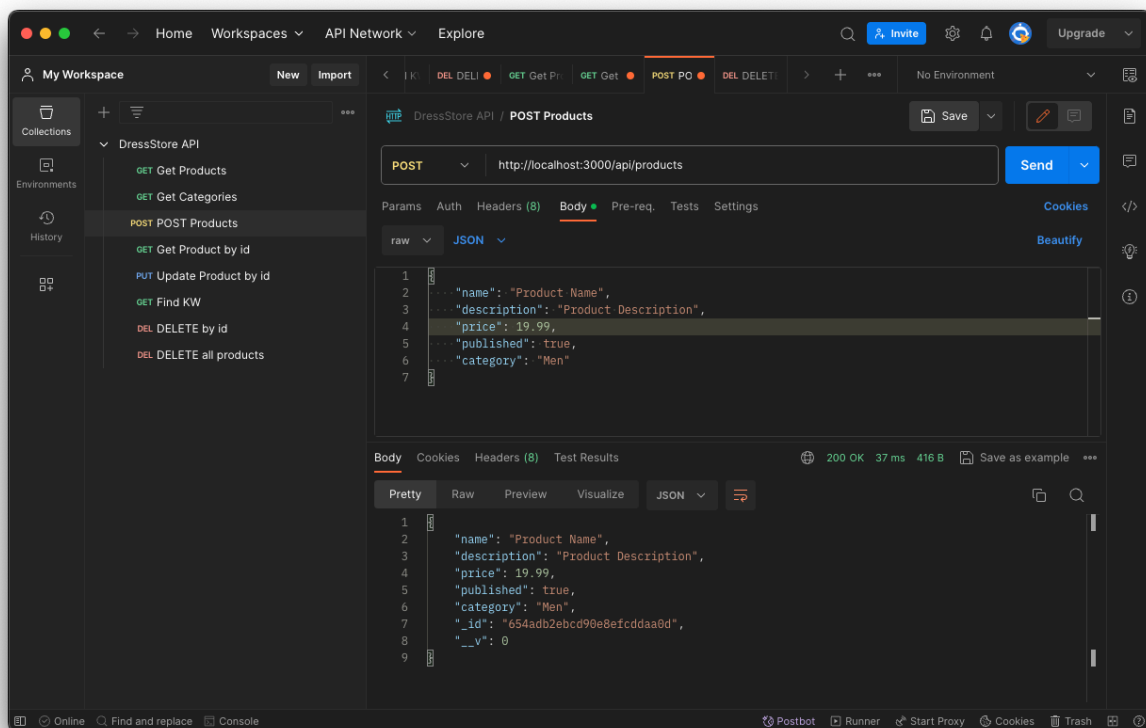 Home Workspaces API Network Explore Invite Upgrade
My Workspace New Import DEL DELI GET Get Pr GET Get POST PO DEL DELET No Environment
Collections
Environments
History
DressStore API
GET Get Products
GET Get Categories
POST POST Products
GET Get Product by id
PUT Update Product by id
GET Find KW
DEL DELETE by id
DEL DELETE all products
HTTP DressStore API / POST Products Save
POST http://localhost:3000/api/products Send
Params Auth Headers (8) Body Pre-req. Tests Settings Cookies
raw JSON Beautify
1 {
2 "name": "Product Name",
3 "description": "Product Description",
4 "price": 19.99,
5 "published": true,
6 "category": "Men"
7 }
Body Cookies Headers (8) Test Results 200 OK 37 ms 416 B Save as example
Pretty Raw Preview Visualize JSON
1 {
2 "name": "Product Name",
3 "description": "Product Description",
4 "price": 19.99,
5 "published": true,
6 "category": "Men",
7 "_id": "654adb2ebcd90e8efcddaa0d",
8 "__v": 0
9 }
Online Find and replace Console Postbot Runner Start Proxy Cookies Trash